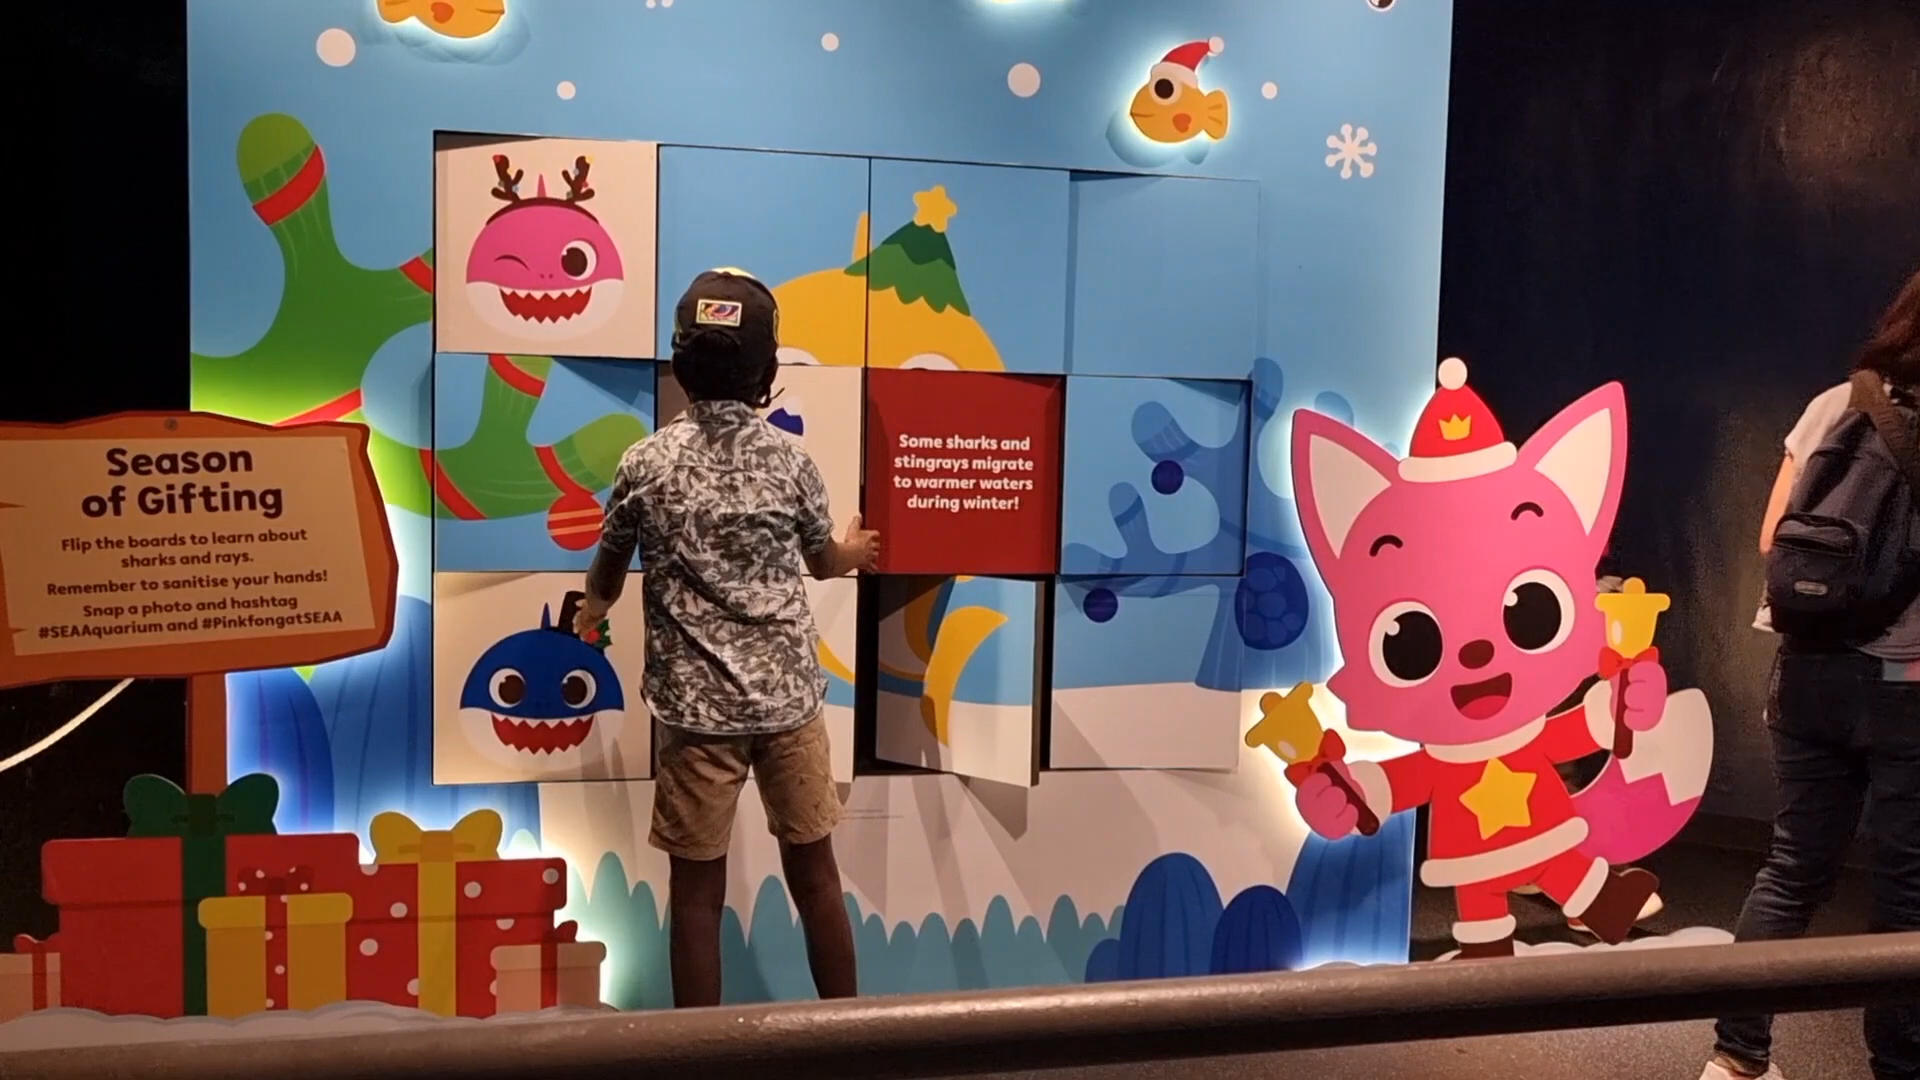 Season
of Gifting
Flip the boards to learn about
sharks and rays.
Remember to sanitise your hands!
Snap a photo and hashtag
#SEAAquarium and #PinkfongatSEAA
Some sharks and
stingrays migrate
to warmer waters
during winter!